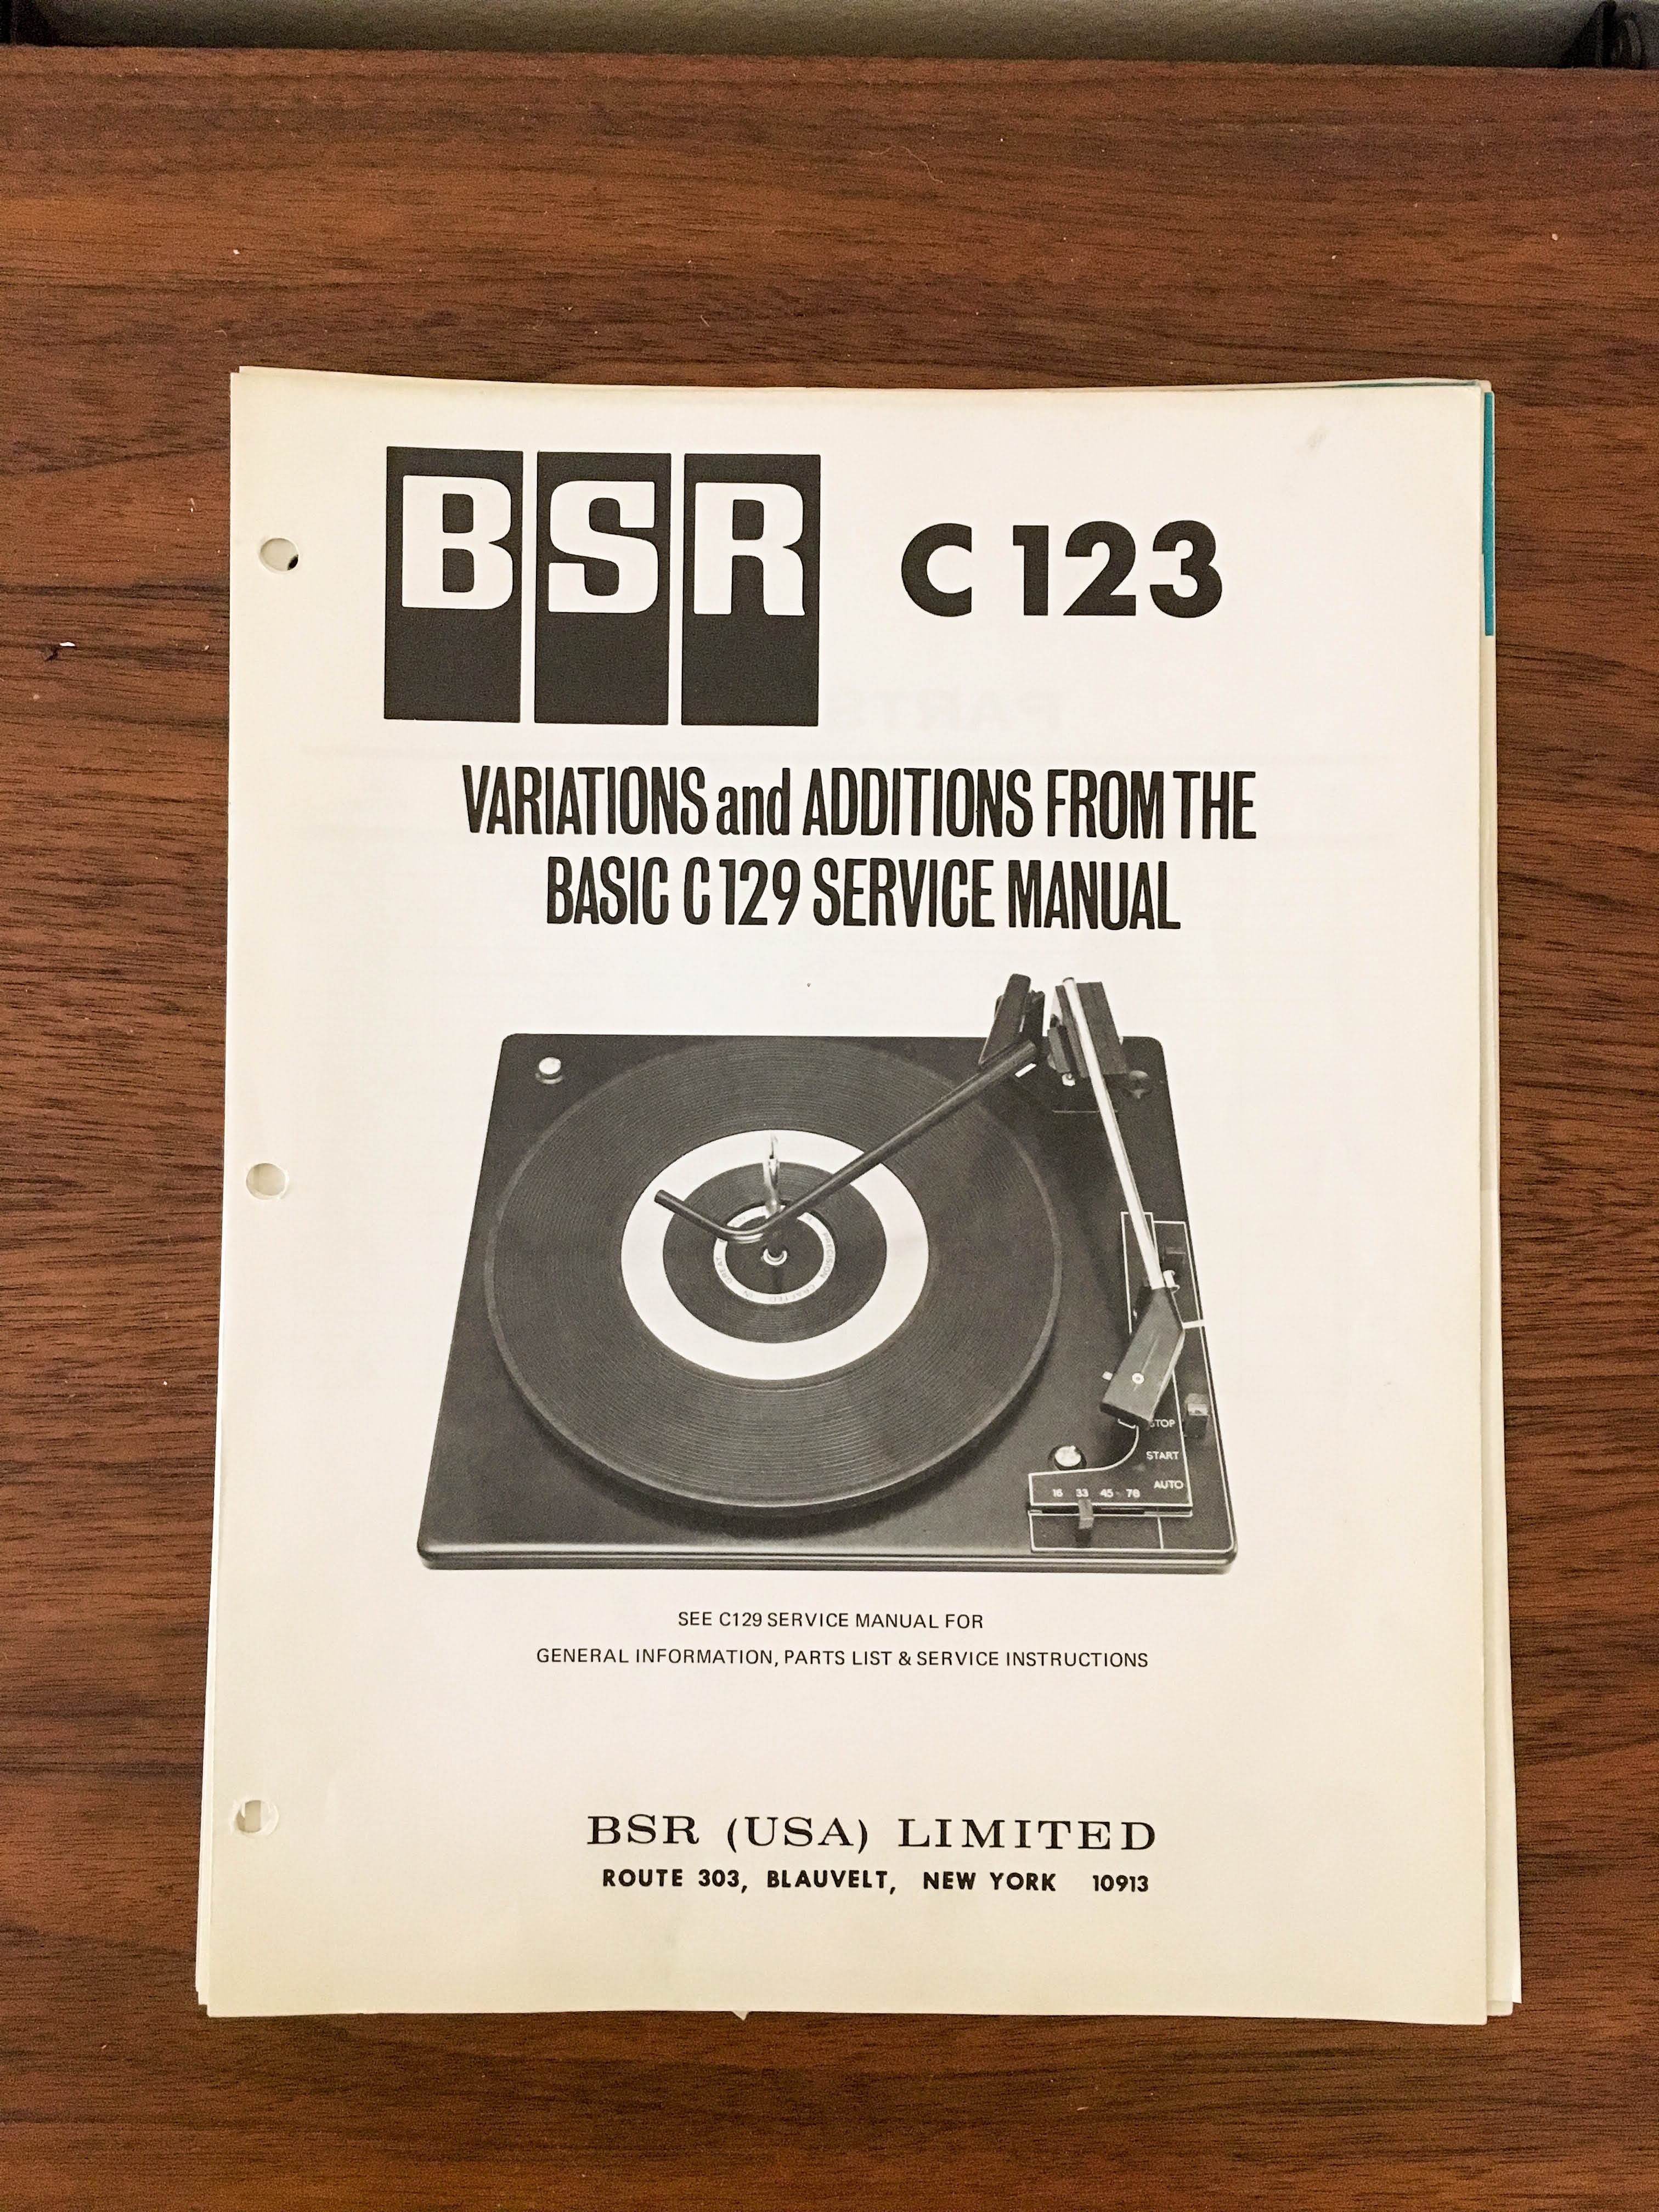 BSR C 123
VARIATIONS and ADDITIONS FROM THE
BASIC C129 SERVICE MANUAL
STOP
START
AUTO
16 33 45 78
SEE C129 SERVICE MANUAL FOR
GENERAL INFORMATION, PARTS LIST & SERVICE INSTRUCTIONS
BSR (USA) LIMITED
ROUTE 303, BLAUVELT, NEW YORK 10913